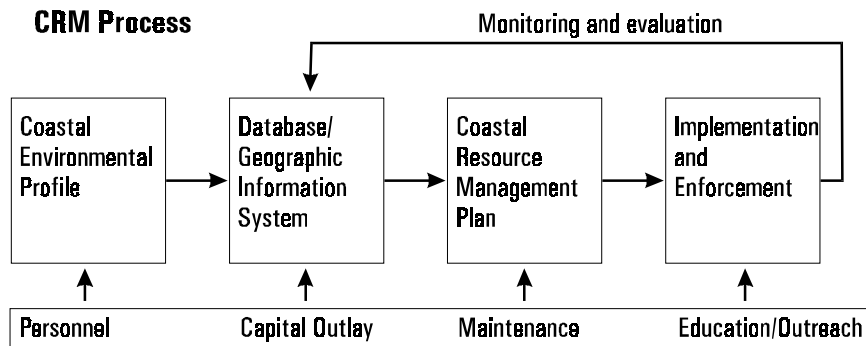 CRM Process
Monitoring and evaluation
Coastal
Environmental
Profile
Database/
Geographic
Information
System
Coastal
Resource
Management
Plan
Implementation
and
Enforcement
Personnel
Capital Outlay
Maintenance
Education/Outreach